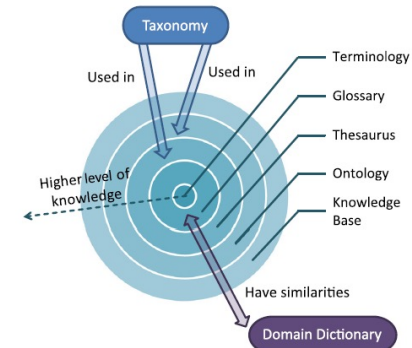 Taxonomy
Used in
Used in
Terminology
Glossary
Thesaurus
Ontology
Knowledge
Base
Higher level of
knowledge
Have similarities
Domain Dictionary